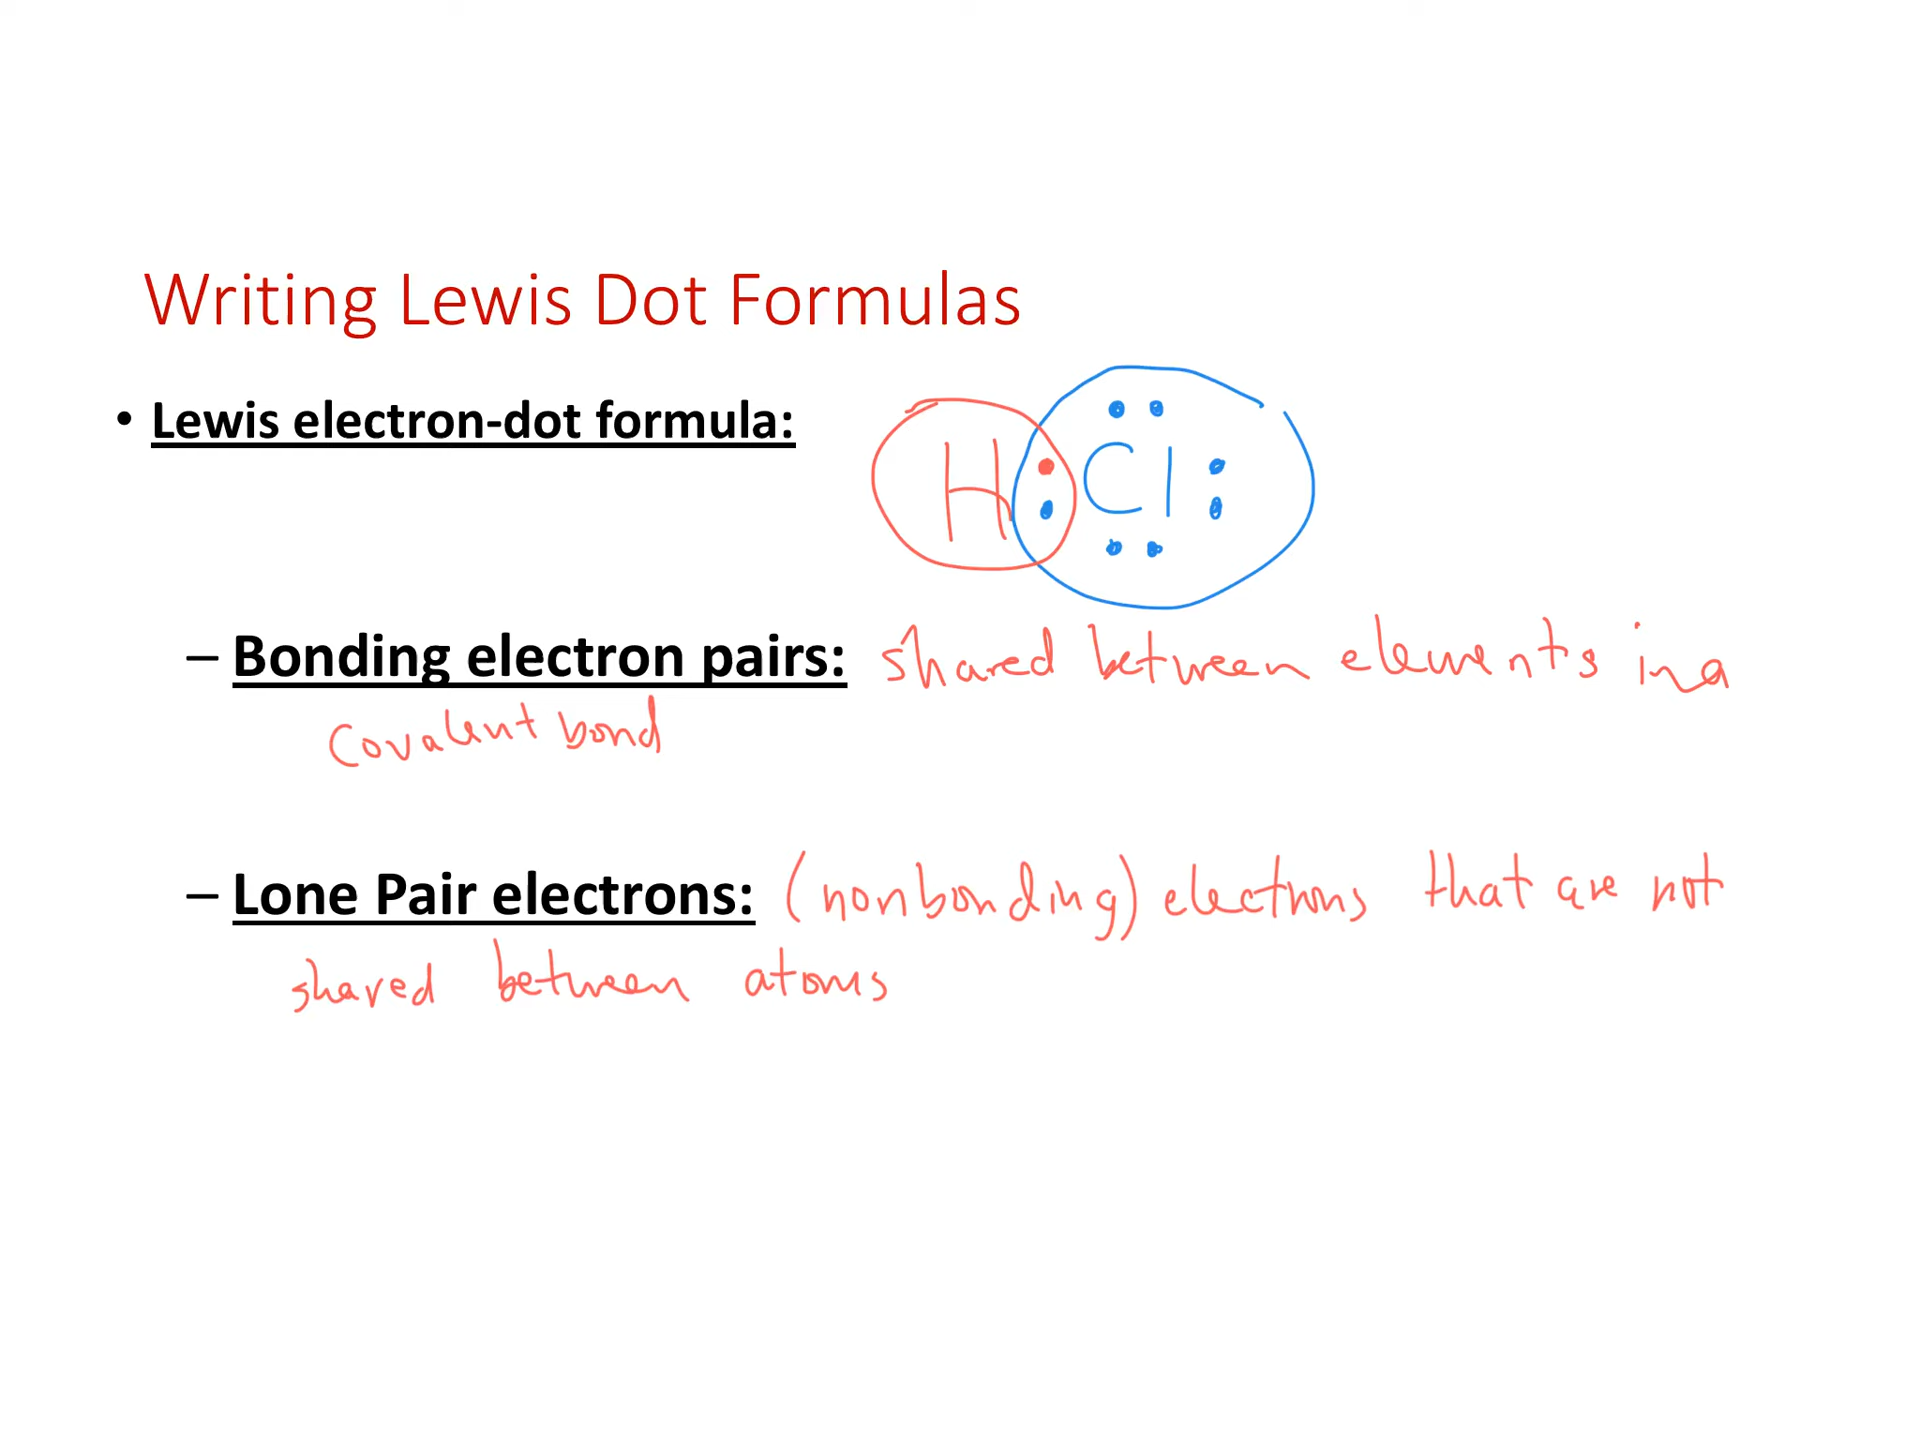 Writing Lewis Dot Formulas
• Lewis electron-dot formula:
H : Cl :
– Bonding electron pairs: shared between elements in a
covalent bond
– Lone Pair electrons: (nonbonding) electrons that are not
shared between atoms